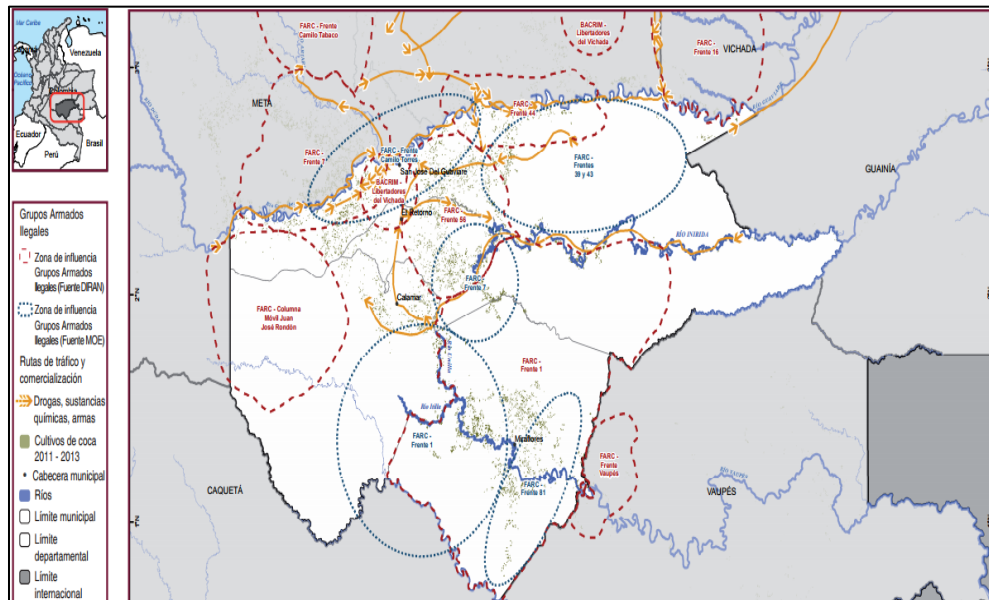 Mar Caribe
Panamá
Venezuela
Océano
Pacífico
Colombia
Ecuador
Brasil
Perú
Grupos Armados
Ilegales
Zona de influencia
Grupos Armados
Ilegales (Fuente DIRAN)
Zona de influencia
Grupos Armados
Ilegales (Fuente MOE)
Rutas de tráfico y
comercialización
Drogas, sustancias
químicas, armas
Cultivos de coca
2011 - 2013
Cabecera municipal
Ríos
Límite municipal
Límite
departamental
Límite
internacional
FARC - Frente
Camilo Tabaco
BACRIM -
Libertadores
del Vichada
VICHADA
FARC -
Frente 16
META
FARC -
Frente 44
FARC -
FARC - Frente
Camilo Torres
San José Del Guaviare
FARC -
Frentes
39 y 43
GUAINÍA
BACRIM -
Libertadores
del Vichada
El Retorno
FARC -
Frente 56
RÍO INIRIDA
FARC -
Frente 7
Calamar
FARC - Columna
Móvil Juan
José Rondón
FARC -
Frente 1
FARC -
Frente 1
Miraflores
FARC -
Frente
Vaupés
FARC -
Frente 81
CAQUETÁ
VAUPÉS
RÍO VAUPÉS